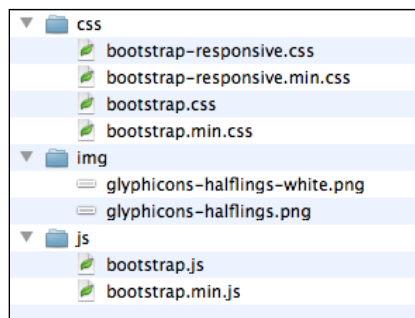 css
bootstrap-responsive.css
bootstrap-responsive.min.css
bootstrap.css
bootstrap.min.css
img
glyphicons-halflings-white.png
glyphicons-halflings.png
js
bootstrap.js
bootstrap.min.js